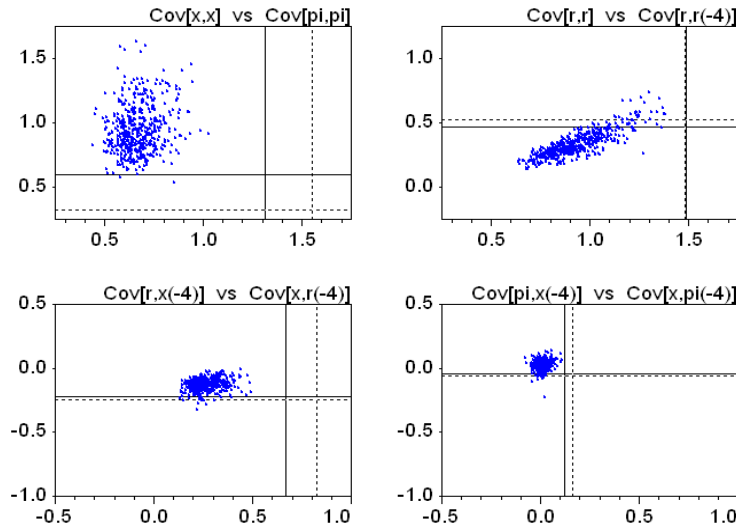 Cov[x,x] vs Cov[pi,pi]
1.5
1.0
0.5
0.5 1.0 1.5
Cov[r,r] vs Cov[r,r(-4)]
1.0
0.5
0.0
0.5 1.0 1.5
Cov[r,x(-4)] vs Cov[x,r(-4)]
0.5
0.0
-0.5
-1.0
-0.5 0.0 0.5 1.0
Cov[pi,x(-4)] vs Cov[x,pi(-4)]
0.5
0.0
-0.5
-1.0
-0.5 0.0 0.5 1.0